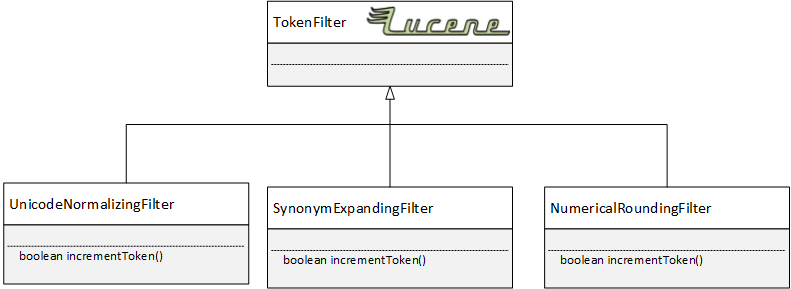 TokenFilter
Lucene
UnicodeNormalizingFilter
SynonymExpandingFilter
NumericalRoundingFilter
boolean incrementToken()
boolean incrementToken()
boolean incrementToken()